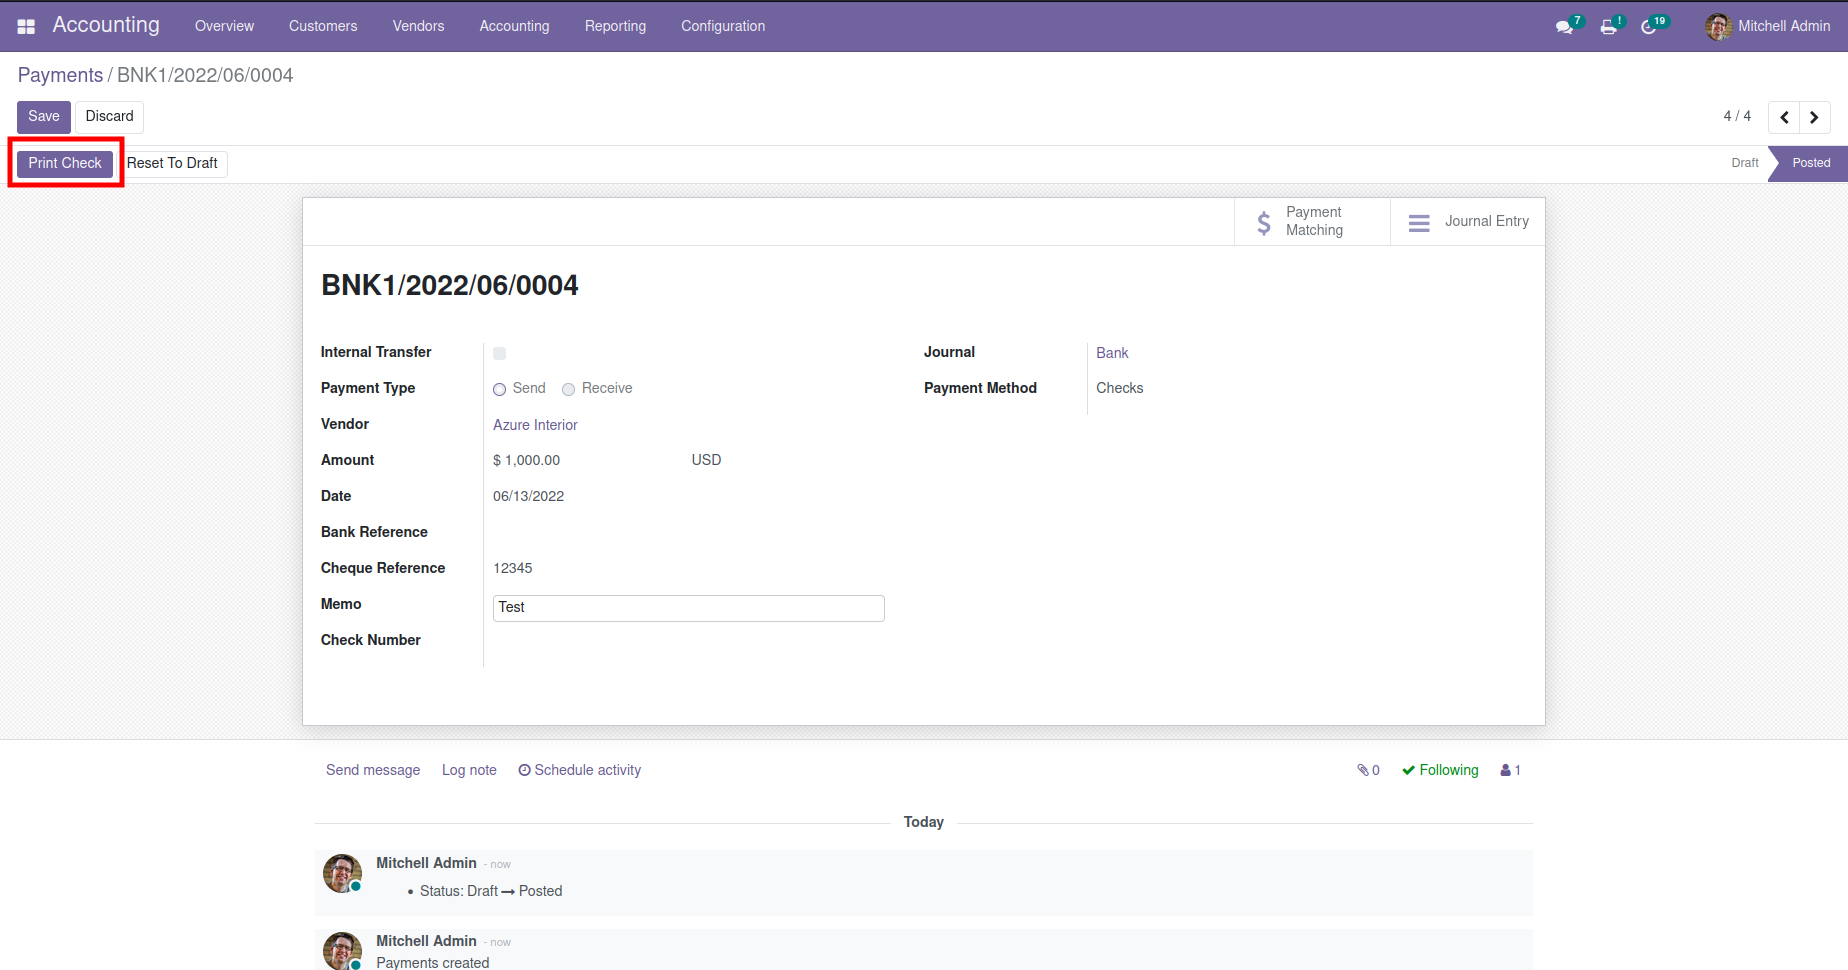 Accounting Overview Customers Vendors Accounting Reporting Configuration 7 ! 19 Mitchell Admin
Payments / BNK1/2022/06/0004
Save Discard 4 / 4
Print Check Reset To Draft Draft Posted
Payment Matching Journal Entry
BNK1/2022/06/0004
Internal Transfer
Payment Type Send Receive
Vendor Azure Interior
Amount $ 1,000.00 USD
Date 06/13/2022
Bank Reference
Cheque Reference 12345
Memo Test
Check Number
Journal Bank
Payment Method Checks
Send message Log note Schedule activity 0 Following 1
Today
Mitchell Admin - now
• Status: Draft → Posted
Mitchell Admin - now
Payments created